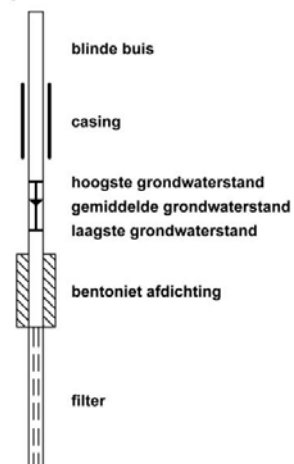 blinde buis
casing
hoogste grondwaterstand
gemiddelde grondwaterstand
laagste grondwaterstand
bentoniet afdichting
filter